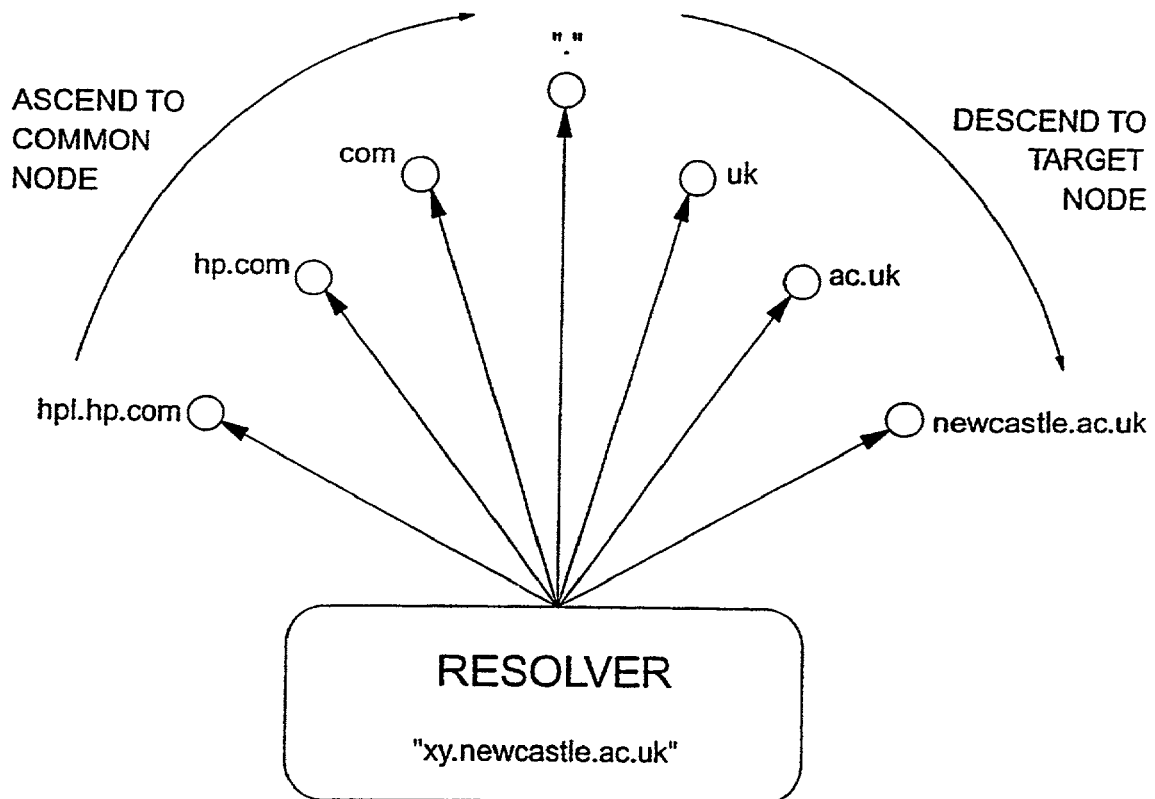 "."
ASCEND TO
COMMON
NODE
DESCEND TO
TARGET
NODE
com
uk
hp.com
ac.uk
hpl.hp.com
newcastle.ac.uk
RESOLVER
"xy.newcastle.ac.uk"